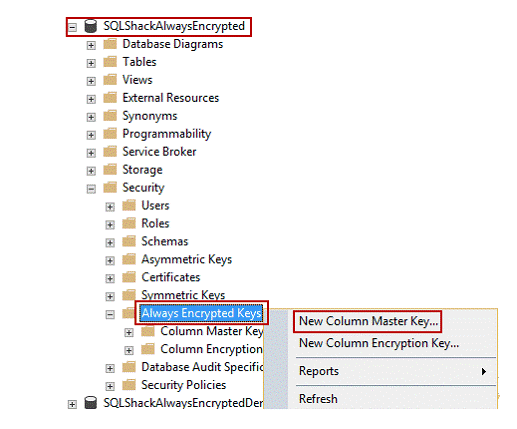 SQLShackAlwaysEncrypted
Database Diagrams
Tables
Views
External Resources
Synonyms
Programmability
Service Broker
Storage
Security
Users
Roles
Schemas
Asymmetric Keys
Certificates
Symmetric Keys
Always Encrypted Keys
New Column Master Key...
Column Master Key
New Column Encryption Key...
Column Encryption
Database Audit Specific
Reports
Security Policies
Refresh
SQLShackAlwaysEncryptedDer